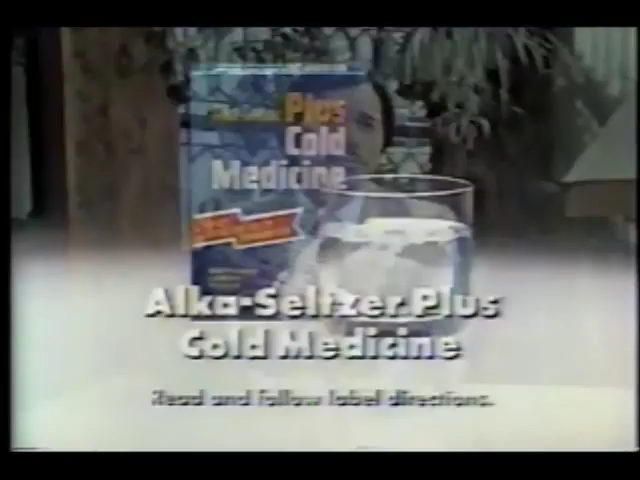 Plus
Cold
Medicine
Alka-Seltzer Plus
Cold Medicine
Read and follow label directions.